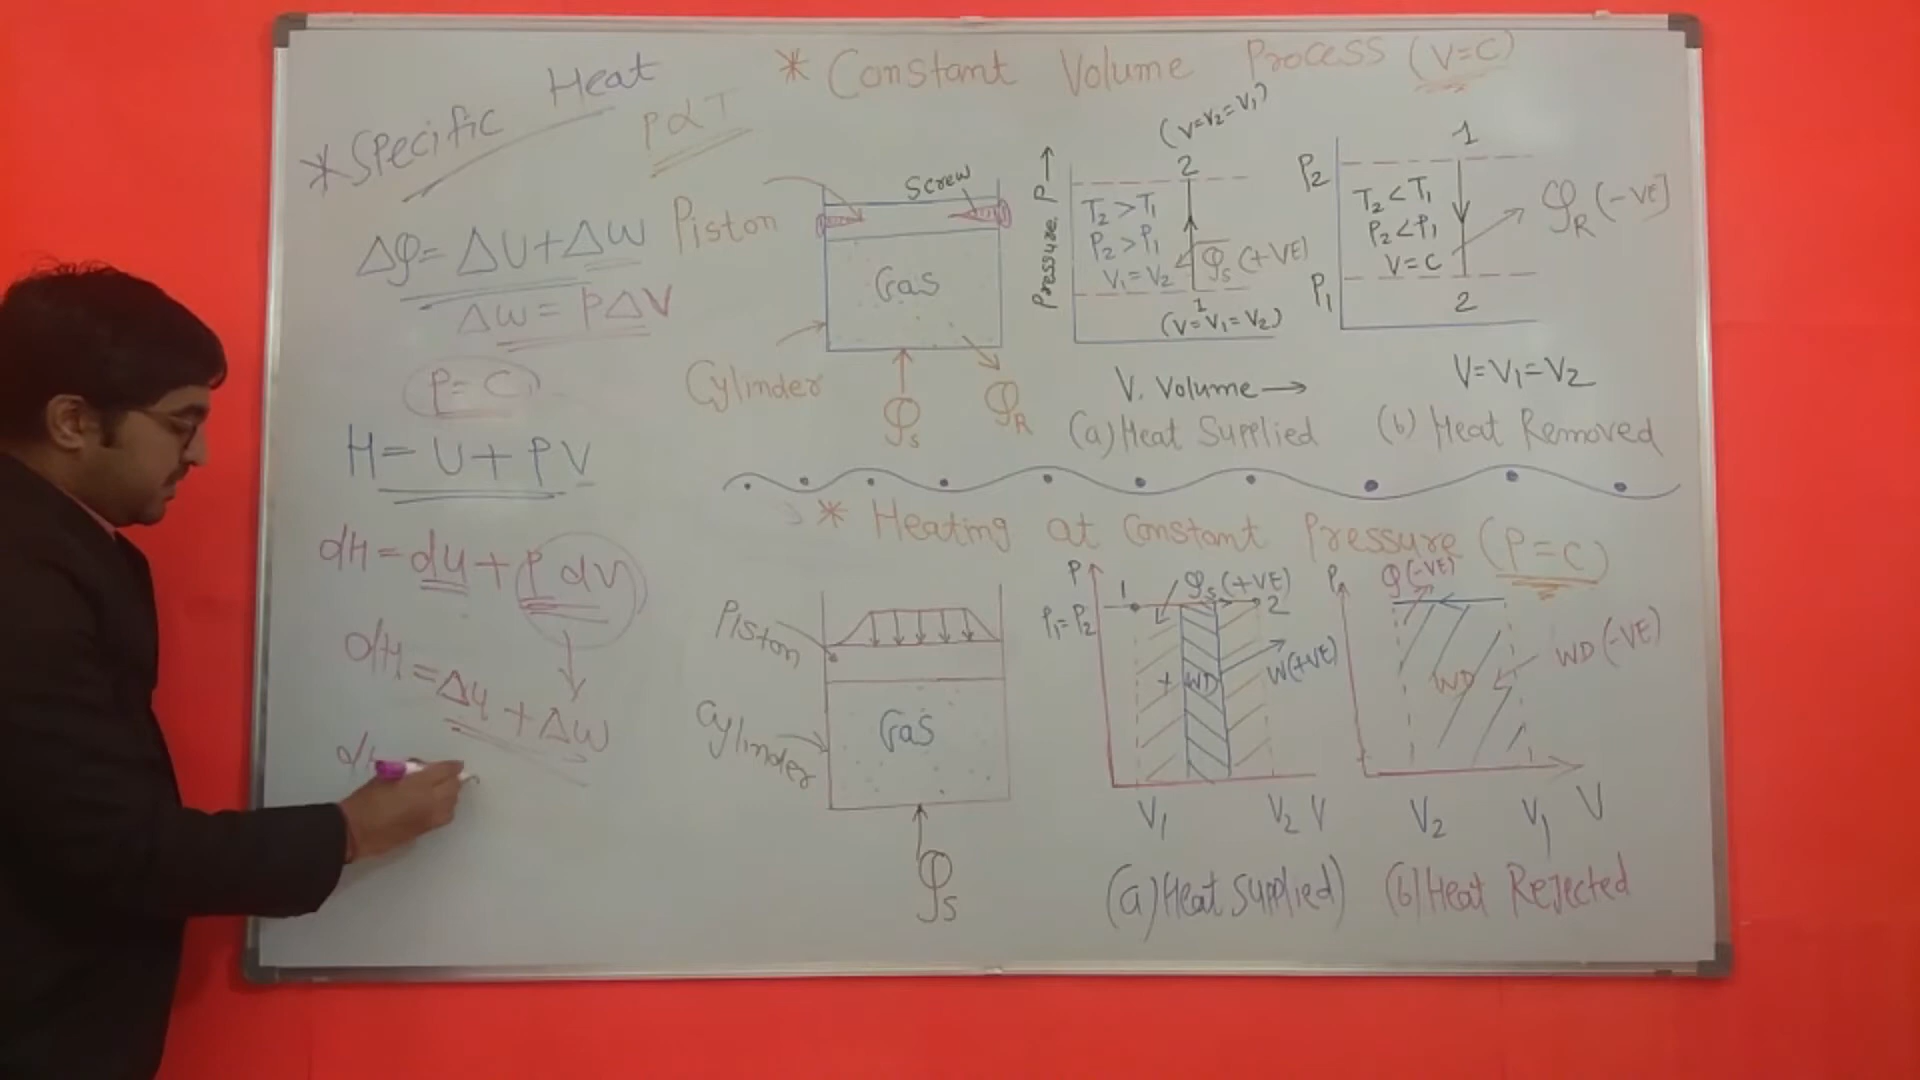 *Specific Heat
P∝T
ΔQ=ΔU+ΔW
ΔW=PΔV
P=C
H=U+PV
dH=du+Pdv
dH=Δu+ΔW
* Constant Volume Process (V=C)
Piston
Screw
Gas
Cylinder
Qs
QR
Pressure, P →
(V=V2=V1)
2
T2>T1
P2>P1
V1=V2
Qs(+VE)
1
(V=V1=V2)
V. Volume→
(a) Heat Supplied
1
P2
T2<T1
P2<P1
V=C
QR(-VE)
P1
2
V=V1=V2
(b) Heat Removed
* Heating at Constant Pressure (P=C)
Piston
Cylinder
Gas
Qs
P
1
Qs(+VE)
2
P1=P2
+WD
W(+VE)
V1
V2 V
(a) Heat Supplied)
P
Q(-VE)
WD
WD(-VE)
V2
V1
V
(b) Heat Rejected